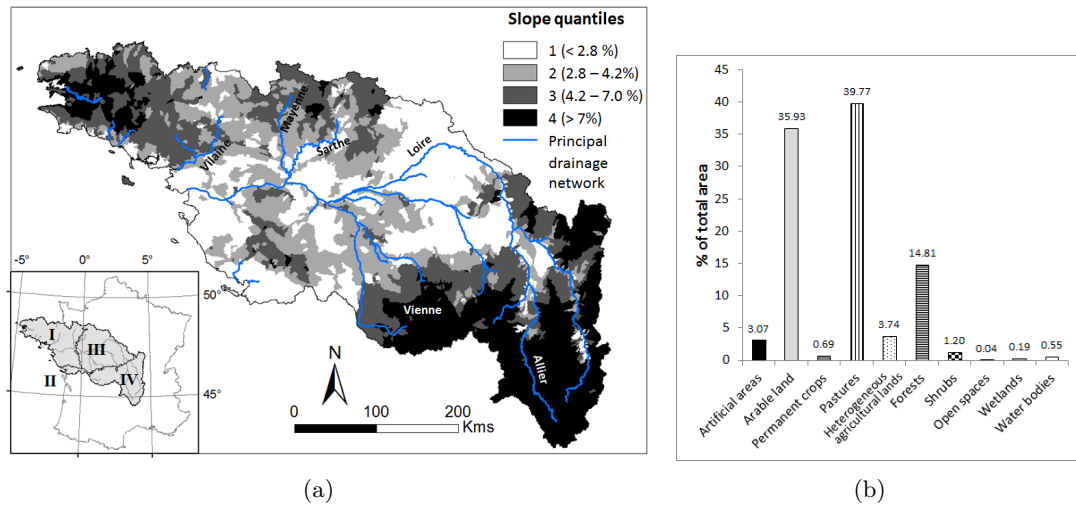 Slope quantiles
1 (< 2.8 %)
2 (2.8 – 4.2%)
3 (4.2 – 7.0 %)
4 (> 7%)
Principal
drainage
network
Mayenne
Sarthe
Vilaine
Loire
Vienne
Allier
-5°
0°
5°
50°
45°
I
II
III
IV
N
0
100
200
Kms
(a)
% of total area
45
40
35
30
25
20
15
10
5
0
3.07
35.93
0.69
39.77
3.74
14.81
1.20
0.04
0.19
0.55
Artificial areas
Arable land
Permanent crops
Pastures
Heterogeneous
agricultural lands
Forests
Shrubs
Open spaces
Wetlands
Water bodies
(b)